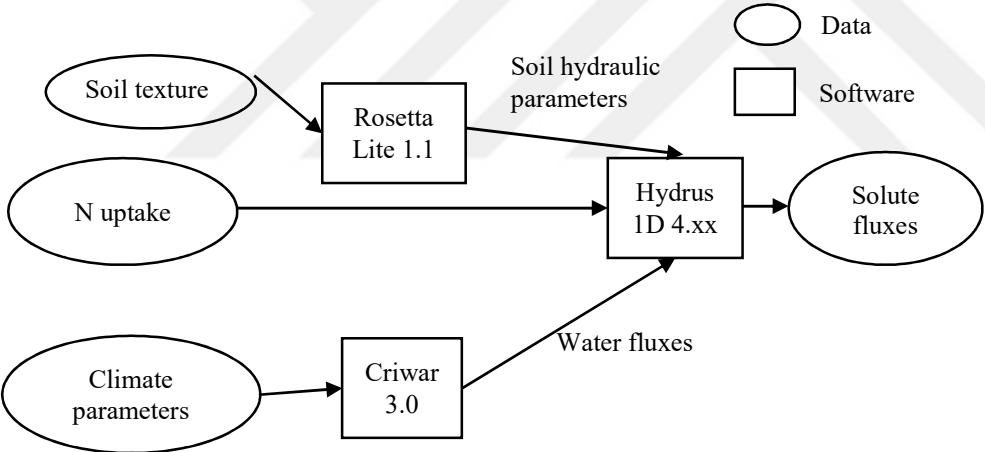 Data
Soil hydraulic
parameters
Soil texture
Software
Rosetta
Lite 1.1
N uptake
Hydrus
1D 4.xx
Solute
fluxes
Water fluxes
Climate
parameters
Criwar
3.0